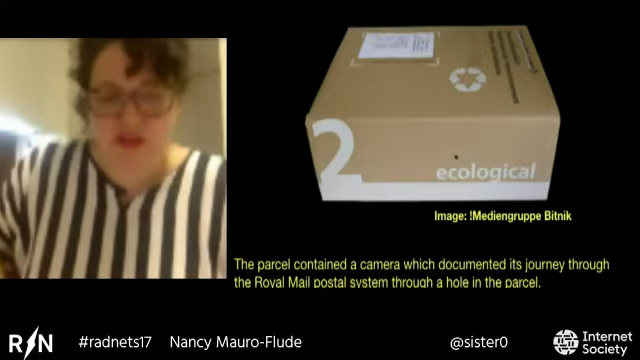 2
ecological
Image: !Mediengruppe Bitnik
The parcel contained a camera which documented its journey through
the Royal Mail postal system through a hole in the parcel.
R N #radnets17 Nancy Mauro-Flude @sister0 Internet
Society